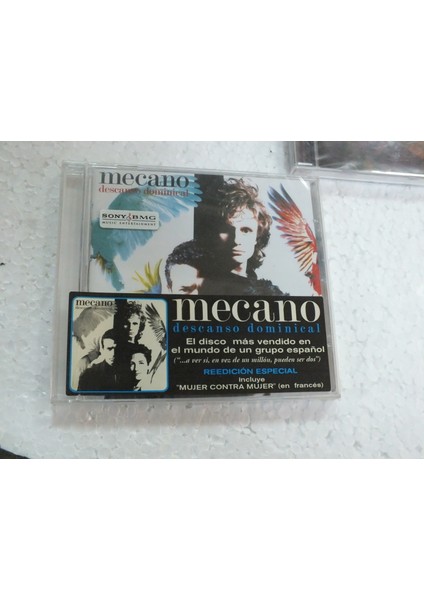 mecano
descanso dominical
SONY BMG
MUSIC ENTERTAINMENT
mecano
descanso dominical
mecano
descanso dominical
El disco más vendido en
el mundo de un grupo español
("...a ver si, en vez de un millón, pueden ser dos")
REEDICIÓN ESPECIAL
incluye
"MUJER CONTRA MUJER" (en francés)